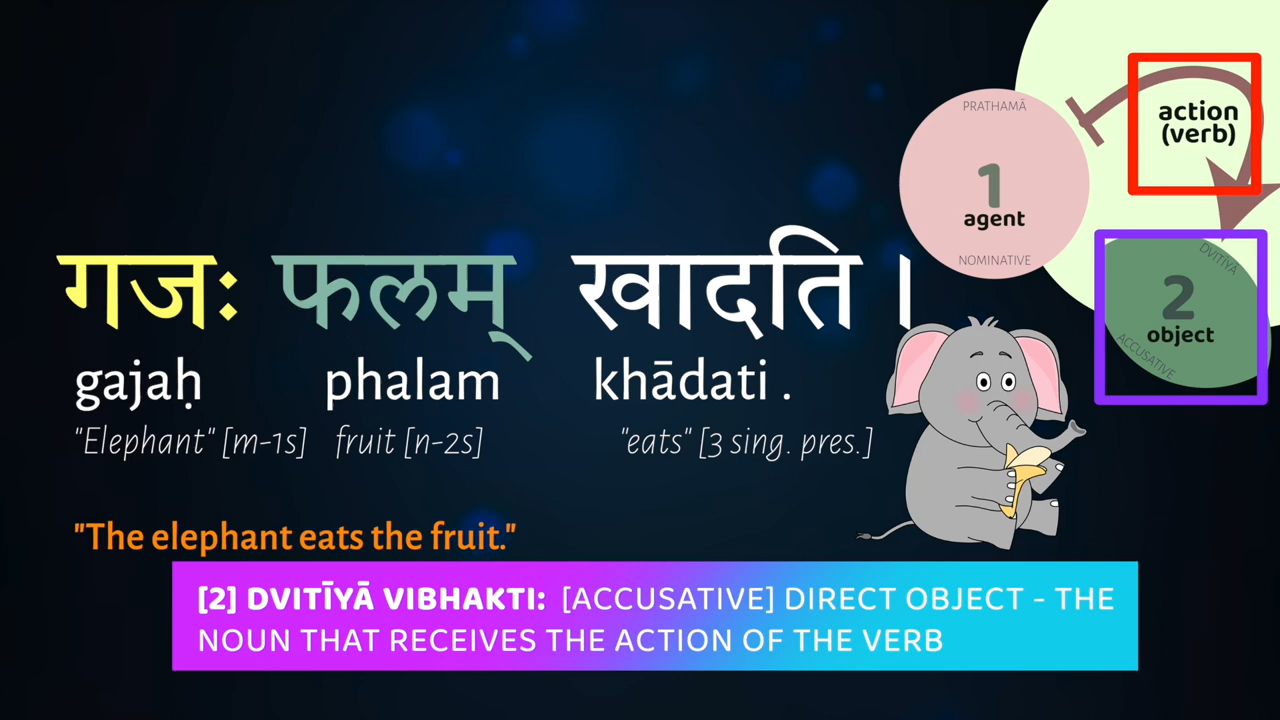 PRATHAMĀ
1
agent
NOMINATIVE
action
(verb)
DVITĪYĀ
2
object
ACCUSATIVE
गजः फलम् खादति ।
gajaḥ phalam khādati .
"Elephant" [m-1s] fruit [n-2s] "eats" [3 sing. pres.]
"The elephant eats the fruit."
[2] DVITĪYĀ VIBHAKTI: [ACCUSATIVE] DIRECT OBJECT - THE
NOUN THAT RECEIVES THE ACTION OF THE VERB